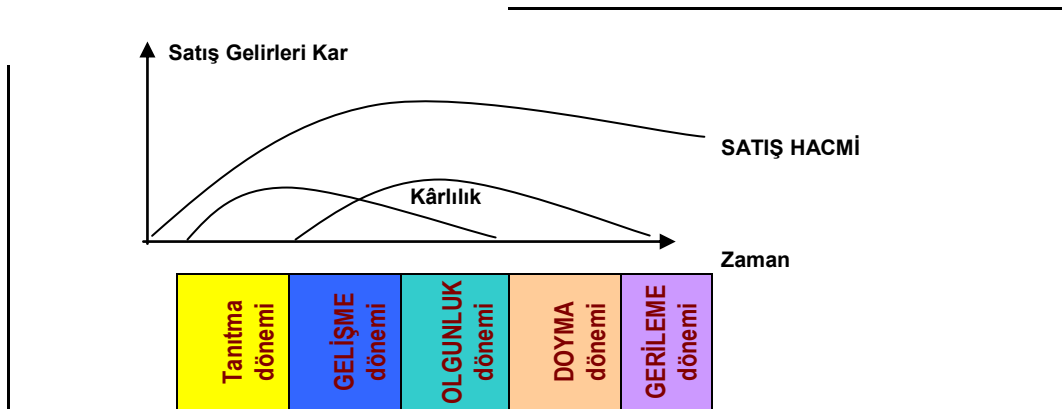 Satış Gelirleri Kar
SATIŞ HACMİ
Kârlılık
Zaman
Tanıtma
dönemi
GELİŞME
dönemi
OLGUNLUK
dönemi
DOYMA
dönemi
GERİLEME
dönemi